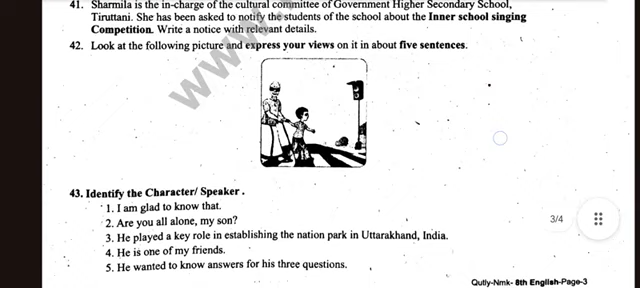 41. Sharmila is the in-charge of the cultural committee of Government Higher Secondary School,
Tiruttani. She has been asked to notify the students of the school about the Inner school singing
Competition. Write a notice with relevant details.
42. Look at the following picture and express your views on it in about five sentences.
www.
43. Identify the Character/ Speaker .
1. I am glad to know that.
2. Are you all alone, my son?
3. He played a key role in establishing the nation park in Uttarakhand, India.
4. He is one of my friends.
5. He wanted to know answers for his three questions.
3/4
Qutly-Nmk- 8th English-Page-3